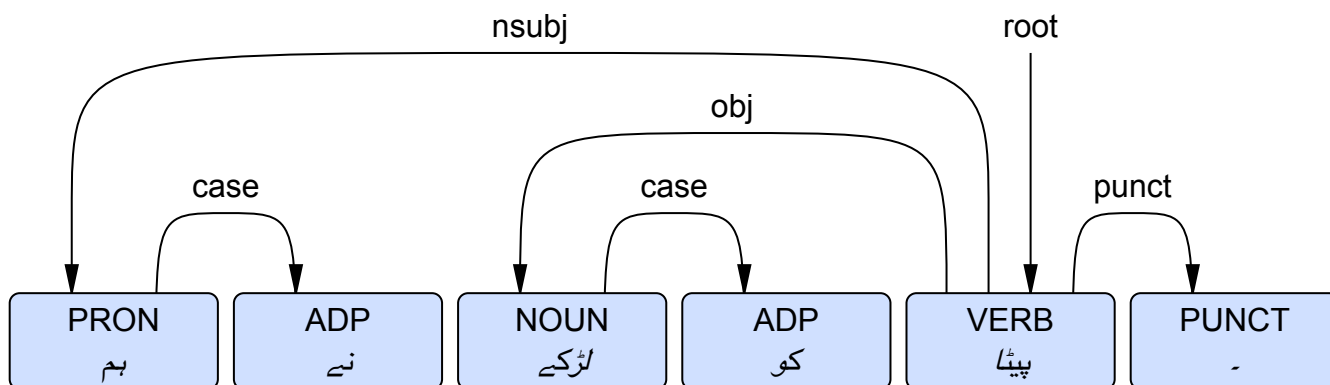 nsubj root
obj
case case punct
PRON ADP NOUN ADP VERB PUNCT
ہم نے لڑکے کو پیٹا ۔